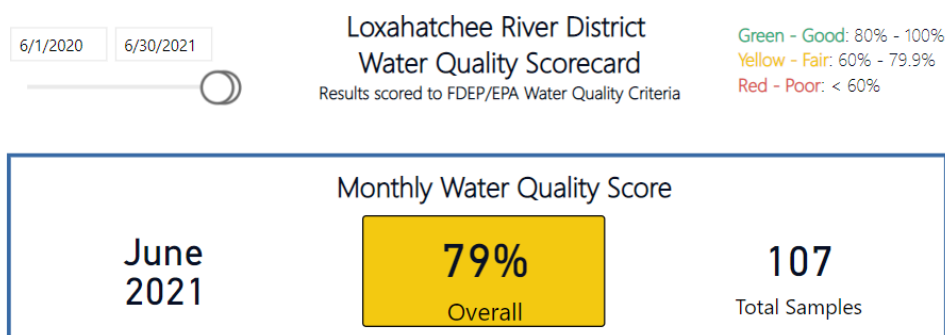 6/1/2020 6/30/2021
Loxahatchee River District
Water Quality Scorecard
Results scored to FDEP/EPA Water Quality Criteria
Green - Good: 80% - 100%
Yellow - Fair: 60% - 79.9%
Red - Poor: < 60%
Monthly Water Quality Score
June
2021
79%
Overall
107
Total Samples